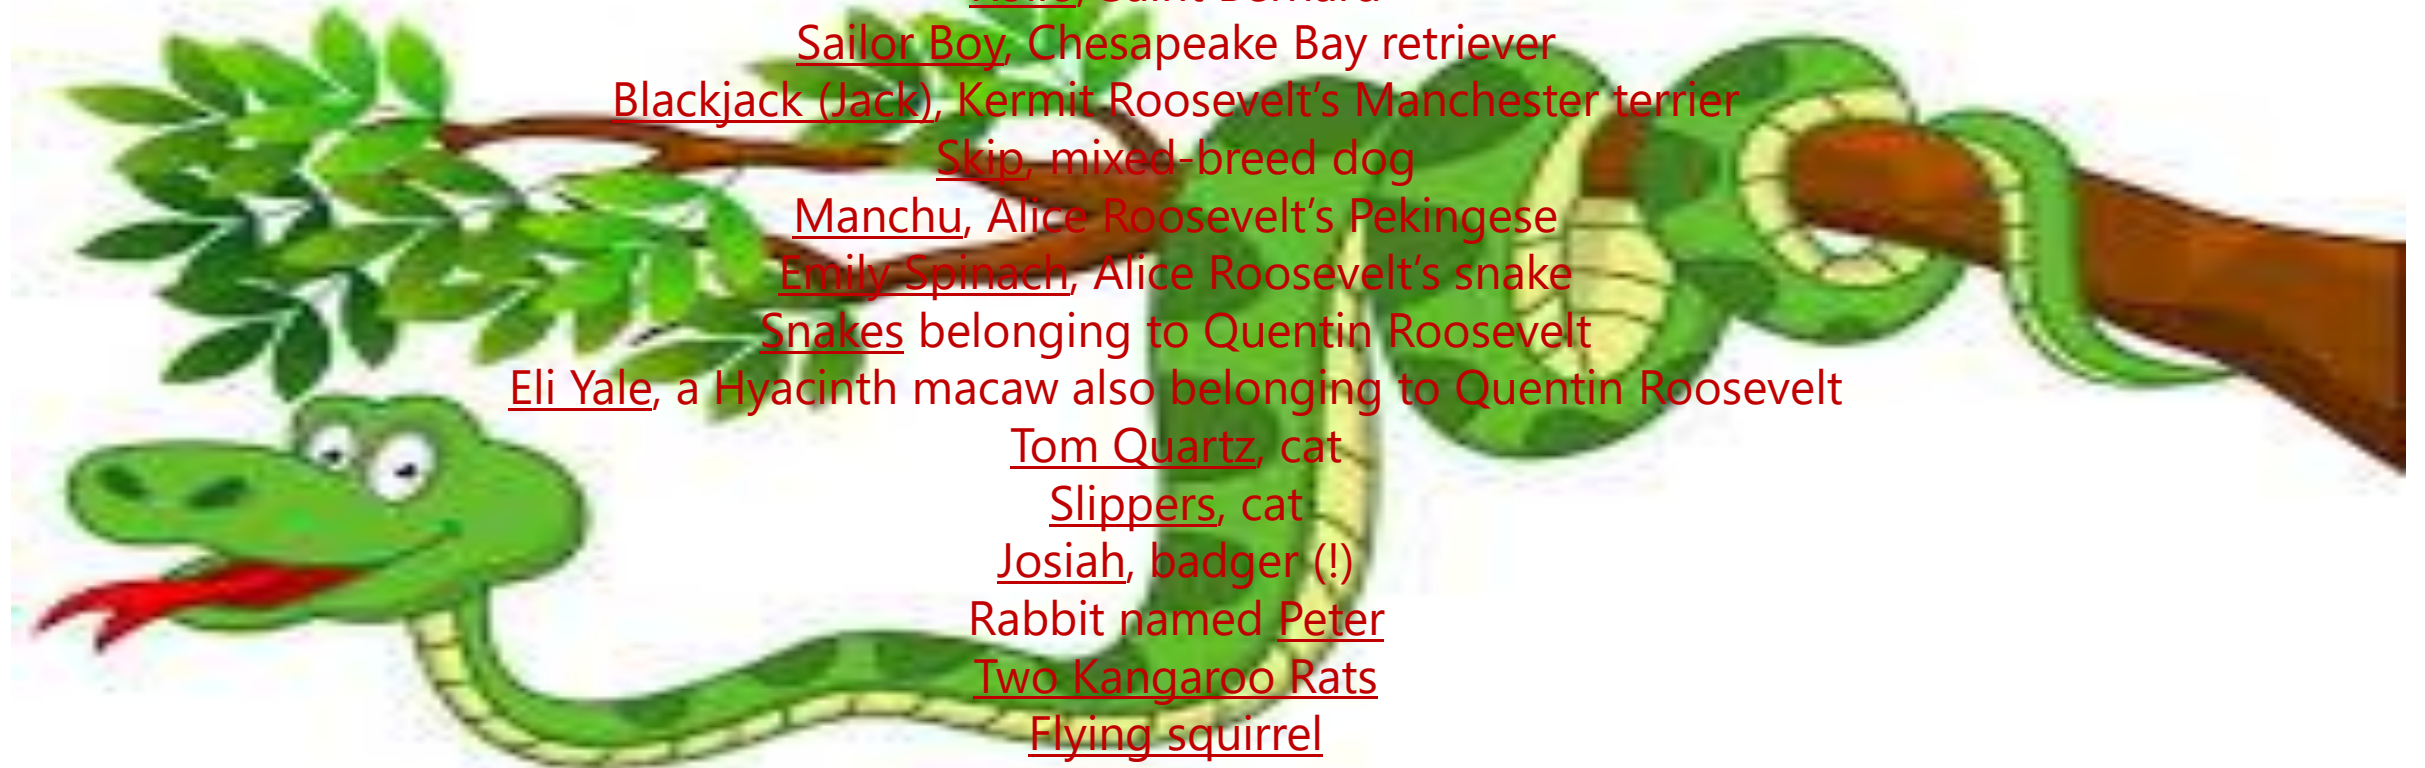 Saint Bernard
Sailor Boy, Chesapeake Bay retriever
Blackjack (Jack), Kermit Roosevelt’s Manchester terrier
Skip, mixed-breed dog
Manchu, Alice Roosevelt’s Pekingese
Emily Spinach, Alice Roosevelt’s snake
Snakes belonging to Quentin Roosevelt
Eli Yale, a Hyacinth macaw also belonging to Quentin Roosevelt
Tom Quartz, cat
Slippers, cat
Josiah, badger (!)
Rabbit named Peter
Two Kangaroo Rats
Flying squirrel